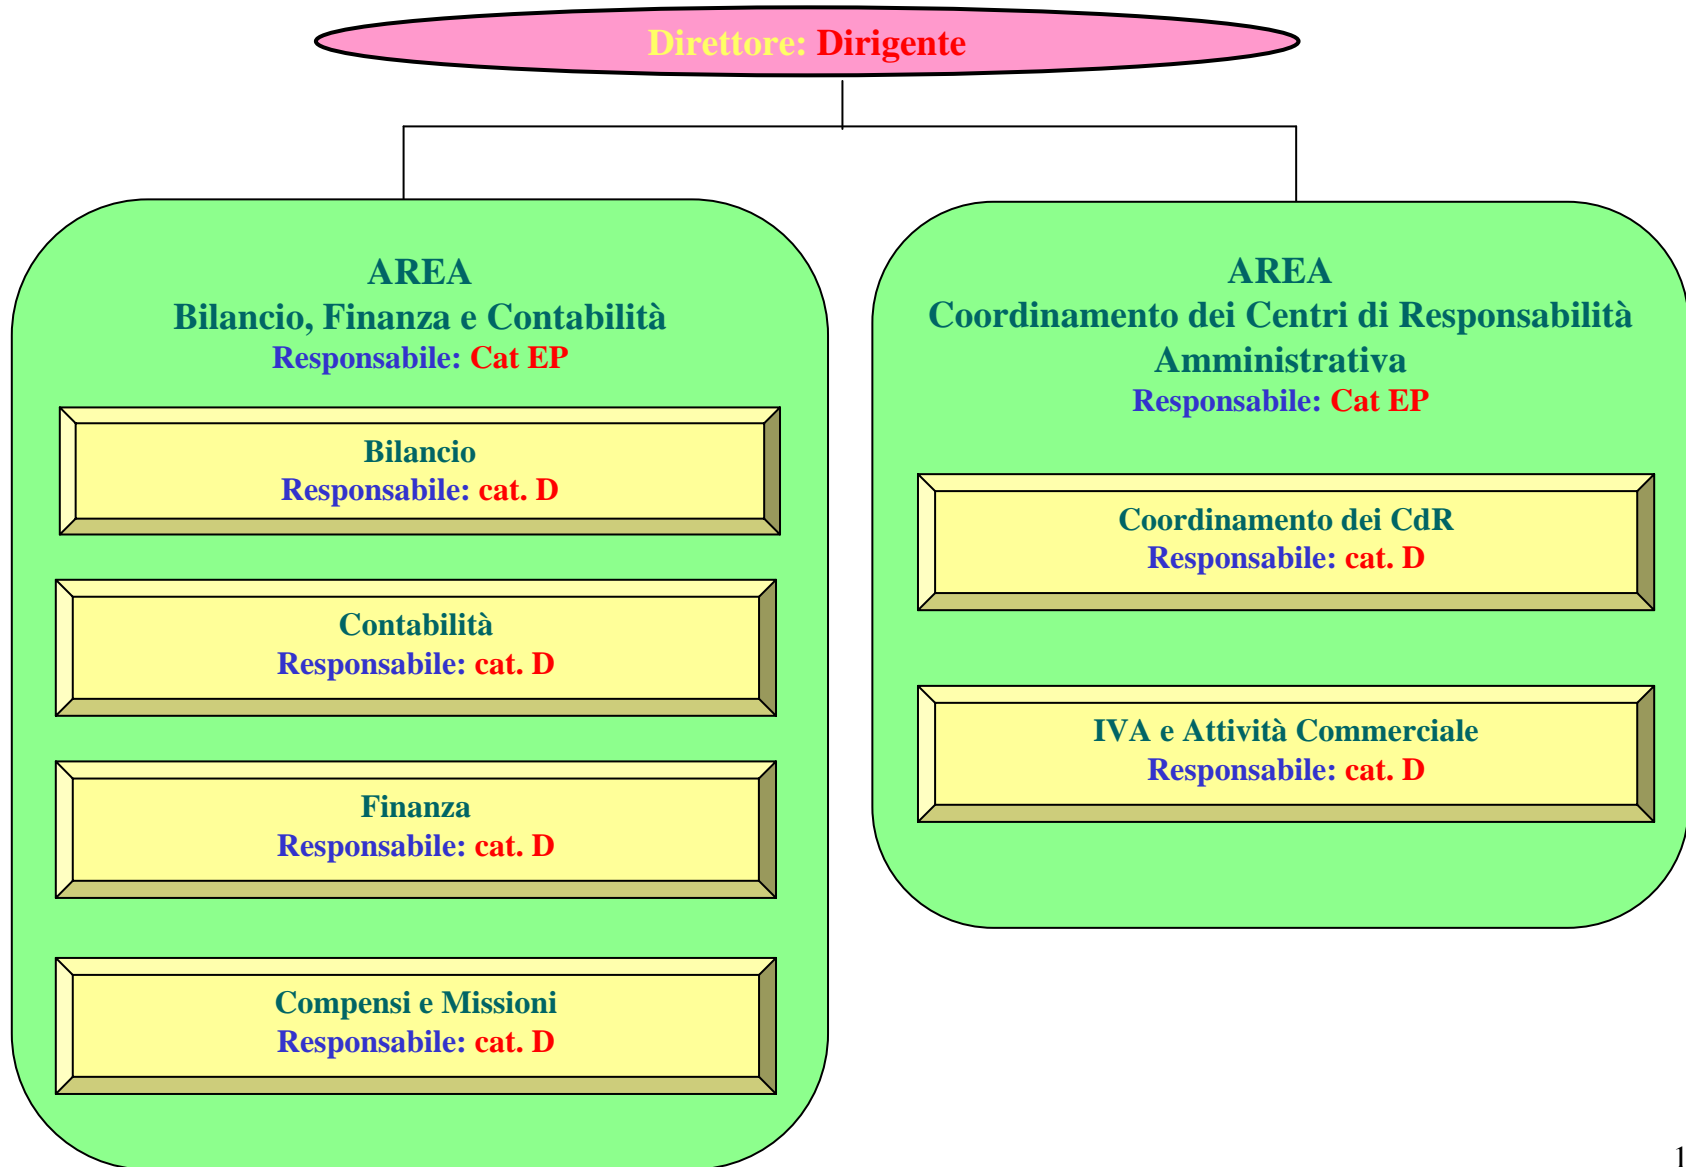 Direttore: Dirigente
AREA
Bilancio, Finanza e Contabilità
Responsabile: Cat EP
Bilancio
Responsabile: cat. D
Contabilità
Responsabile: cat. D
Finanza
Responsabile: cat. D
Compensi e Missioni
Responsabile: cat. D
AREA
Coordinamento dei Centri di Responsabilità
Amministrativa
Responsabile: Cat EP
Coordinamento dei CdR
Responsabile: cat. D
IVA e Attività Commerciale
Responsabile: cat. D
1